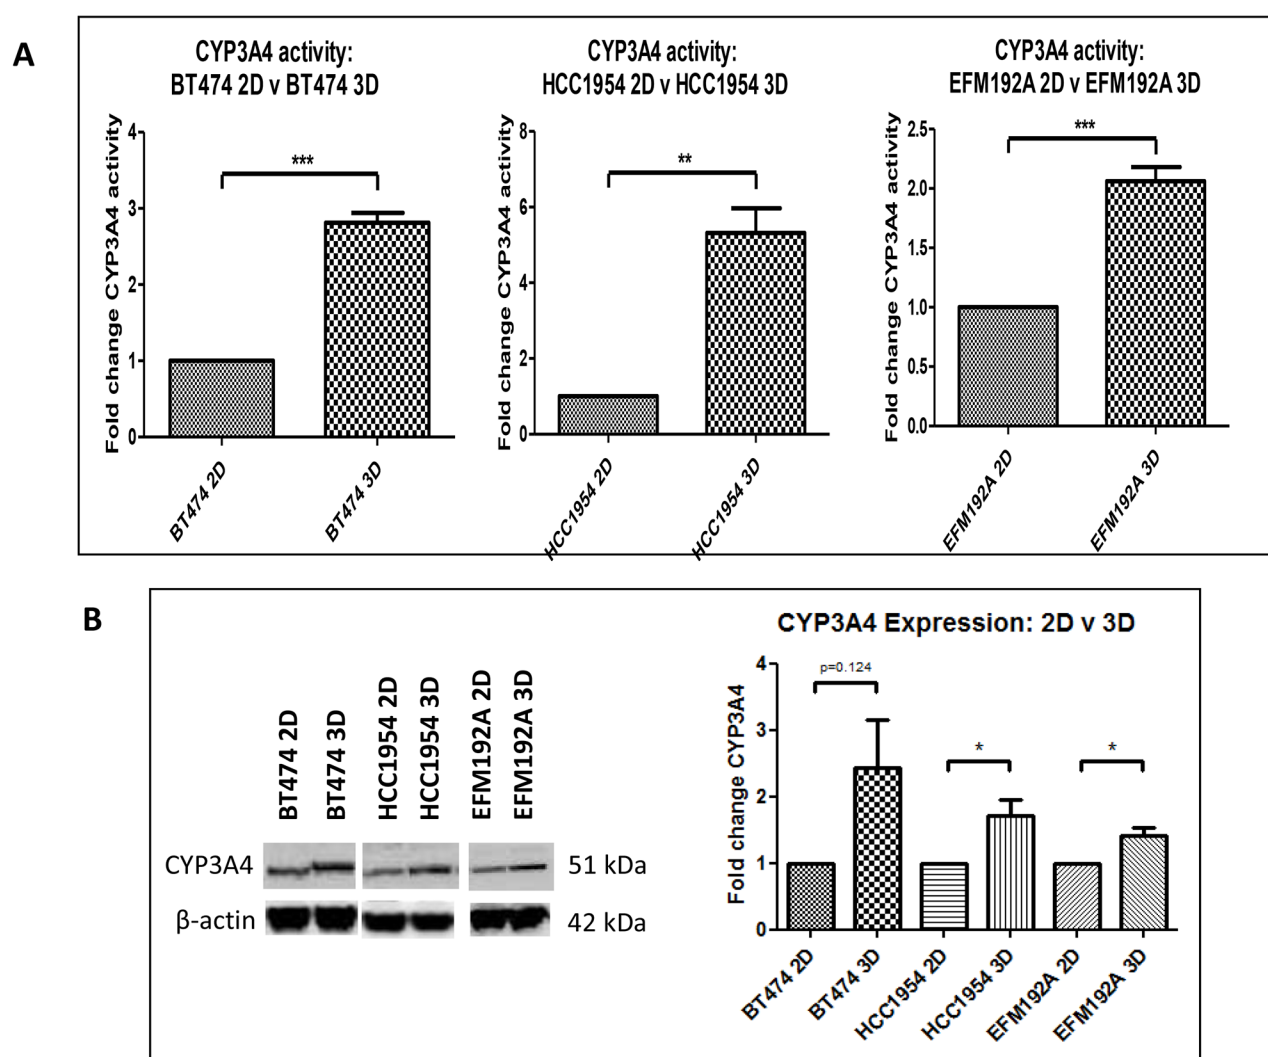 A
CYP3A4 activity:
BT474 2D v BT474 3D
Fold change CYP3A4 activity
4
3
2
1
0
***
BT474 2D
BT474 3D
CYP3A4 activity:
HCC1954 2D v HCC1954 3D
Fold change CYP3A4 activity
8
6
4
2
0
**
HCC1954 2D
HCC1954 3D
CYP3A4 activity:
EFM192A 2D v EFM192A 3D
Fold change CYP3A4 activity
2.5
2.0
1.5
1.0
0.5
0.0
***
EFM192A 2D
EFM192A 3D
B
BT474 2D
BT474 3D
HCC1954 2D
HCC1954 3D
EFM192A 2D
EFM192A 3D
CYP3A4
51 kDa
β-actin
42 kDa
CYP3A4 Expression: 2D v 3D
Fold change CYP3A4
4
3
2
1
0
p=0.124
*
*
BT474 2D
BT474 3D
HCC1954 2D
HCC1954 3D
EFM192A 2D
EFM192A 3D